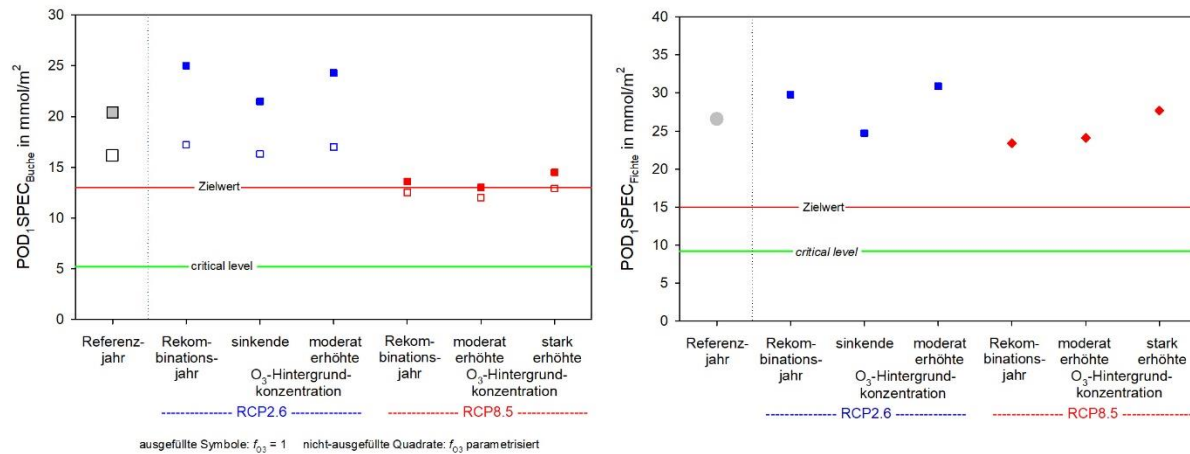 POD1SPECBuche in mmol/m²
30
25
20
15
10
5
0
Zielwert
critical level
Referenz-
jahr
Rekom-
binations-
jahr
sinkende
moderat
erhöhte
O3-Hintergrund-
konzentration
Rekom-
binations-
jahr
moderat
erhöhte
stark
erhöhte
O3-Hintergrund-
konzentration
RCP2.6
RCP8.5
ausgefüllte Symbole: fO3 = 1 nicht-ausgefüllte Quadrate: fO3 parametrisiert
POD1SPECFichte in mmol/m²
40
35
30
25
20
15
10
5
0
Zielwert
critical level
Referenz-
jahr
Rekom-
binations-
jahr
sinkende
moderat
erhöhte
O3-Hintergrund-
konzentration
Rekom-
binations-
jahr
moderat
erhöhte
stark
erhöhte
O3-Hintergrund-
konzentration
RCP2.6
RCP8.5